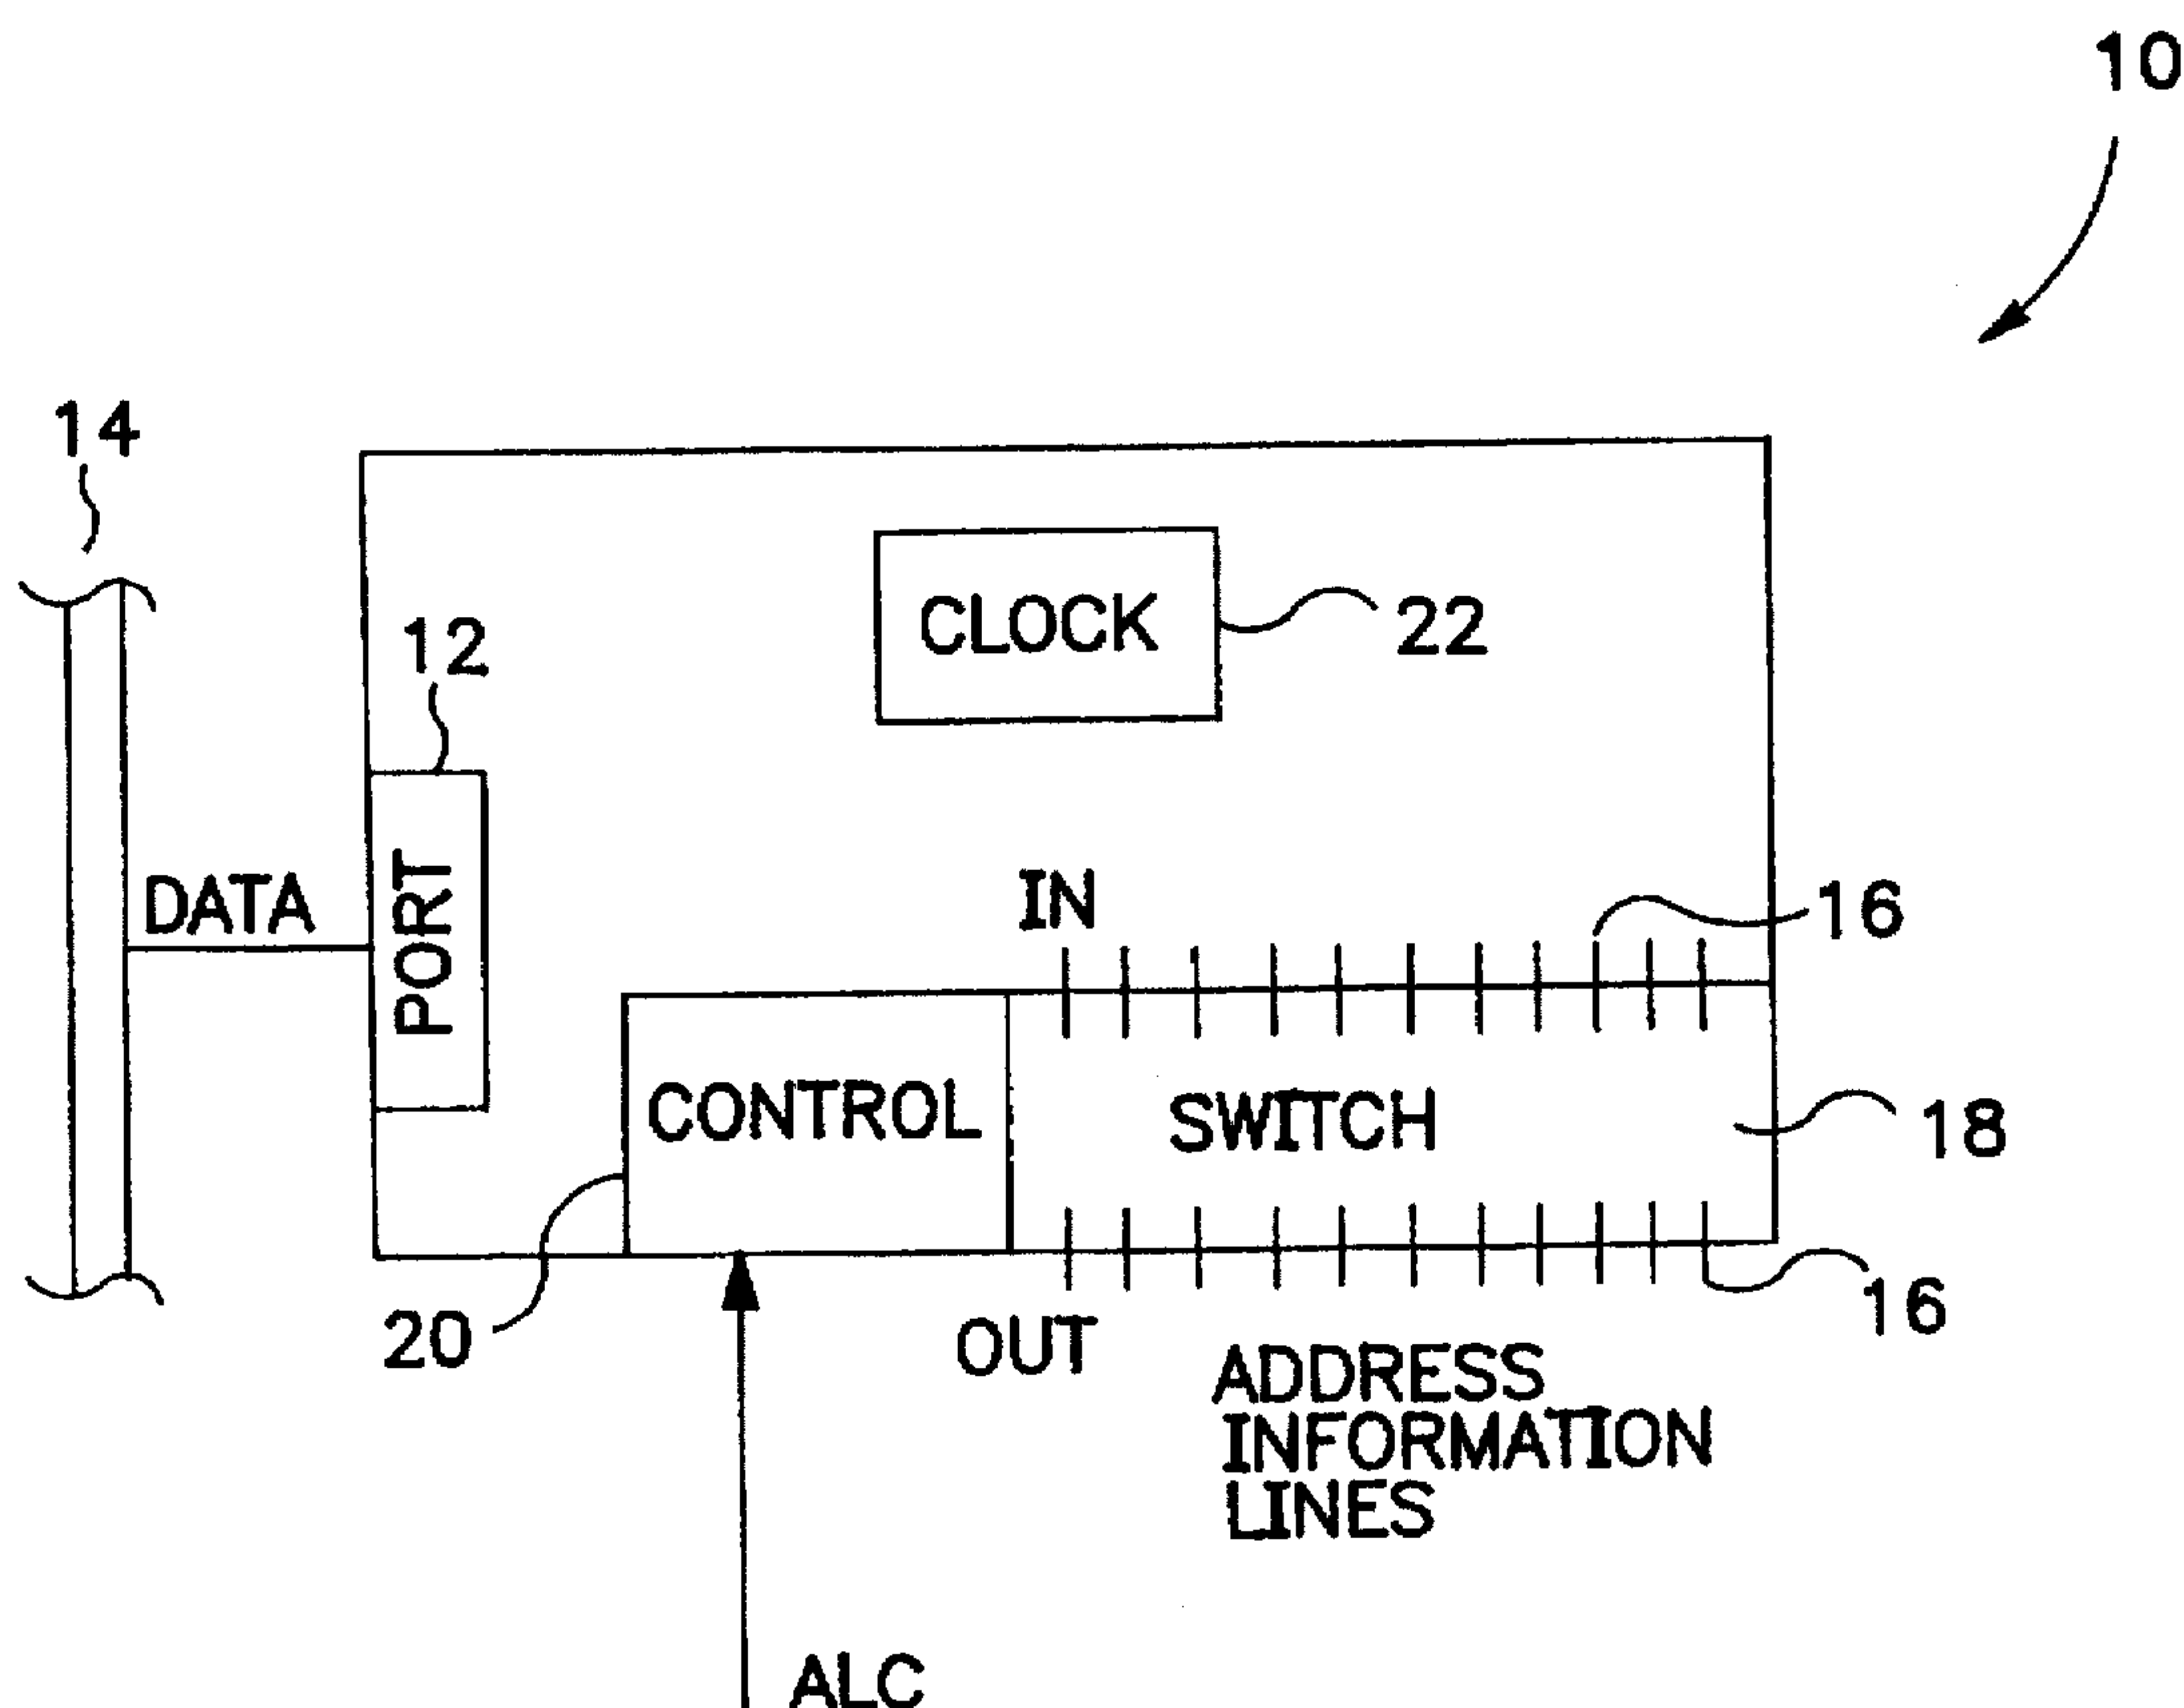 10
14
CLOCK
22
12
PORT
DATA
IN
16
CONTROL
SWITCH
18
16
20
OUT
ADDRESS
INFORMATION
LINES
ALC